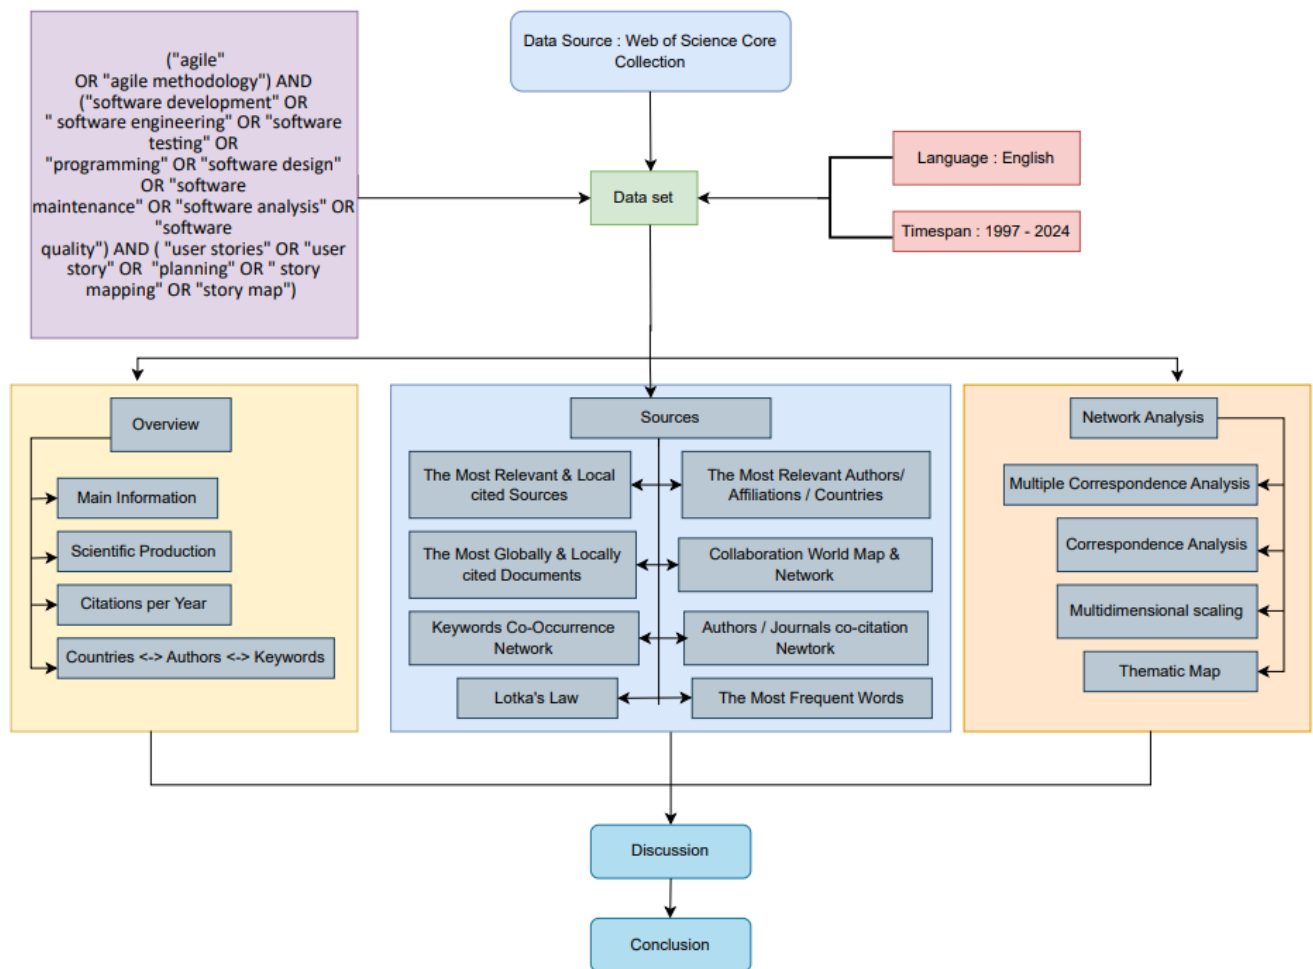 ("agile"
OR "agile methodology") AND
("software development" OR
" software engineering" OR "software
testing" OR
"programming" OR "software design"
OR "software
maintenance" OR "software analysis" OR
"software
quality") AND ( "user stories" OR "user
story" OR "planning" OR " story
mapping" OR "story map")
Data Source : Web of Science Core
Collection
Data set
Language : English
Timespan : 1997 - 2024
Overview
Main Information
Scientific Production
Citations per Year
Countries <-> Authors <-> Keywords
Sources
The Most Relevant & Local
cited Sources
The Most Relevant Authors/
Affiliations / Countries
The Most Globally & Locally
cited Documents
Collaboration World Map &
Network
Keywords Co-Occurrence
Network
Authors / Journals co-citation
Newtork
Lotka's Law
The Most Frequent Words
Network Analysis
Multiple Correspondence Analysis
Correspondence Analysis
Multidimensional scaling
Thematic Map
Discussion
Conclusion